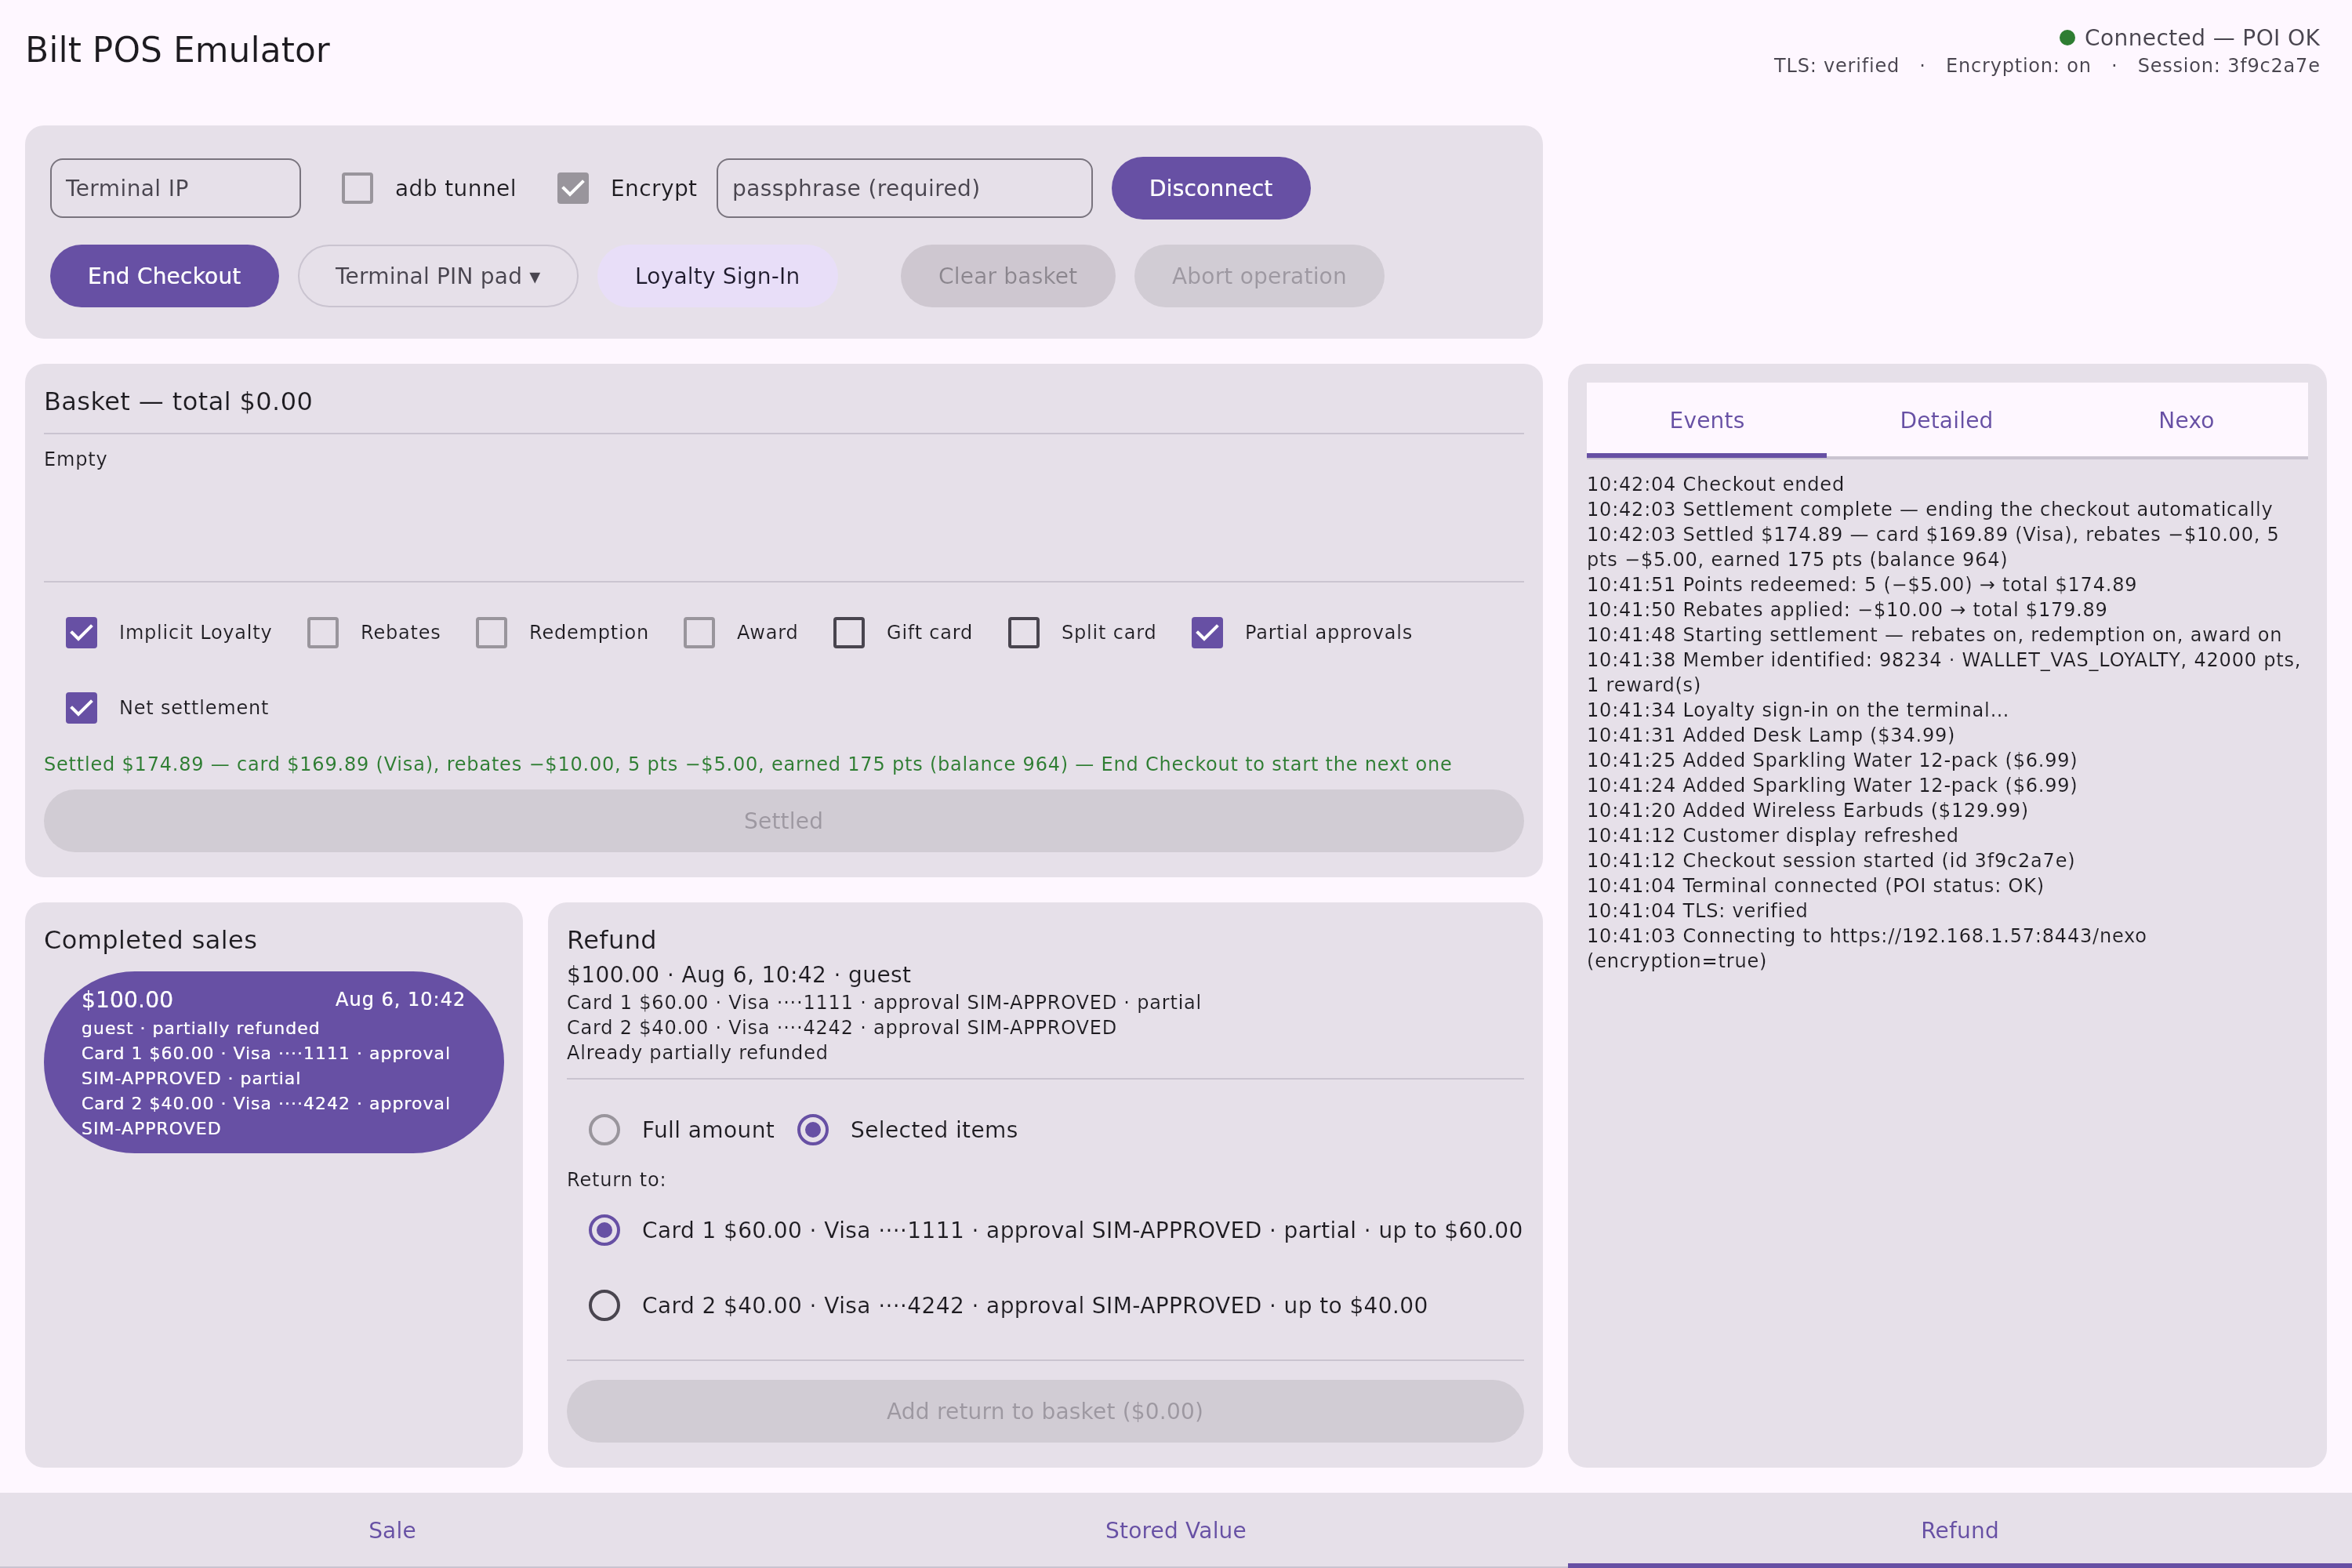 Bilt POS Emulator
Connected — POI OK
TLS: verified · Encryption: on · Session: 3f9c2a7e
Terminal IP
adb tunnel
Encrypt
passphrase (required)
Disconnect
End Checkout
Terminal PIN pad ▾
Loyalty Sign-In
Clear basket
Abort operation
Basket — total $0.00
Empty
Implicit Loyalty
Rebates
Redemption
Award
Gift card
Split card
Partial approvals
Net settlement
Settled $174.89 — card $169.89 (Visa), rebates −$10.00, 5 pts −$5.00, earned 175 pts (balance 964) — End Checkout to start the next one
Settled
Completed sales
$100.00
Aug 6, 10:42
guest · partially refunded
Card 1 $60.00 · Visa ····1111 · approval
SIM-APPROVED · partial
Card 2 $40.00 · Visa ····4242 · approval
SIM-APPROVED
Refund
$100.00 · Aug 6, 10:42 · guest
Card 1 $60.00 · Visa ····1111 · approval SIM-APPROVED · partial
Card 2 $40.00 · Visa ····4242 · approval SIM-APPROVED
Already partially refunded
Full amount
Selected items
Return to:
Card 1 $60.00 · Visa ····1111 · approval SIM-APPROVED · partial · up to $60.00
Card 2 $40.00 · Visa ····4242 · approval SIM-APPROVED · up to $40.00
Add return to basket ($0.00)
Events
Detailed
Nexo
10:42:04 Checkout ended
10:42:03 Settlement complete — ending the checkout automatically
10:42:03 Settled $174.89 — card $169.89 (Visa), rebates −$10.00, 5
pts −$5.00, earned 175 pts (balance 964)
10:41:51 Points redeemed: 5 (−$5.00) → total $174.89
10:41:50 Rebates applied: −$10.00 → total $179.89
10:41:48 Starting settlement — rebates on, redemption on, award on
10:41:38 Member identified: 98234 · WALLET_VAS_LOYALTY, 42000 pts,
1 reward(s)
10:41:34 Loyalty sign-in on the terminal…
10:41:31 Added Desk Lamp ($34.99)
10:41:25 Added Sparkling Water 12-pack ($6.99)
10:41:24 Added Sparkling Water 12-pack ($6.99)
10:41:20 Added Wireless Earbuds ($129.99)
10:41:12 Customer display refreshed
10:41:12 Checkout session started (id 3f9c2a7e)
10:41:04 Terminal connected (POI status: OK)
10:41:04 TLS: verified
10:41:03 Connecting to https://192.168.1.57:8443/nexo
(encryption=true)
Sale
Stored Value
Refund